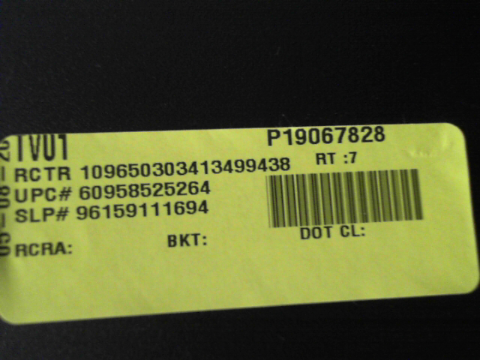 TV01 P19067828
RCTR 109650303413499438 RT :7
UPC# 60958525264
SLP# 96159111694
RCRA: BKT: DOT CL: